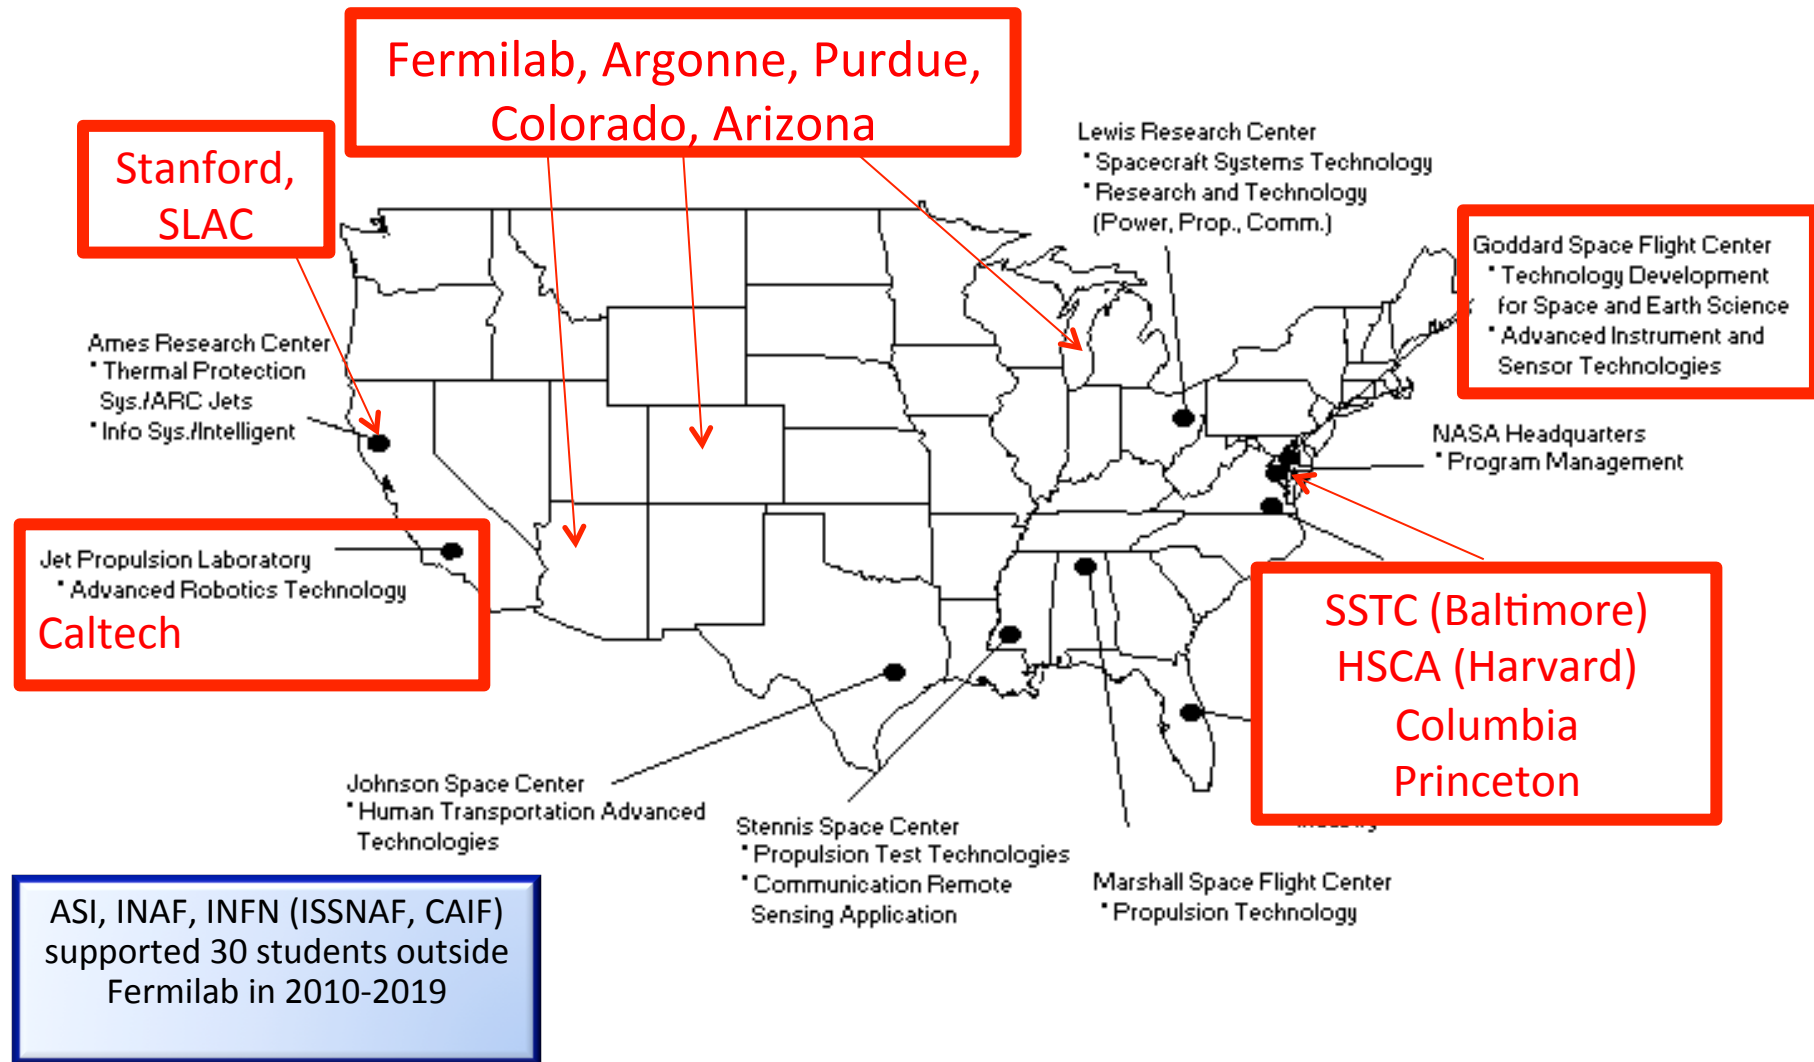 Fermilab, Argonne, Purdue,
Colorado, Arizona
Stanford,
SLAC
Lewis Research Center
• Spacecraft Systems Technology
• Research and Technology
(Power, Prop., Comm.)
Goddard Space Flight Center
• Technology Development
for Space and Earth Science
• Advanced Instrument and
Sensor Technologies
Ames Research Center
• Thermal Protection
Sys./ARC Jets
• Info Sys./Intelligent
NASA Headquarters
• Program Management
Jet Propulsion Laboratory
• Advanced Robotics Technology
Caltech
SSTC (Baltimore)
HSCA (Harvard)
Columbia
Princeton
Johnson Space Center
• Human Transportation Advanced
Technologies
Stennis Space Center
• Propulsion Test Technologies
• Communication Remote
Sensing Application
Marshall Space Flight Center
• Propulsion Technology
ASI, INAF, INFN (ISSNAF, CAIF)
supported 30 students outside
Fermilab in 2010-2019